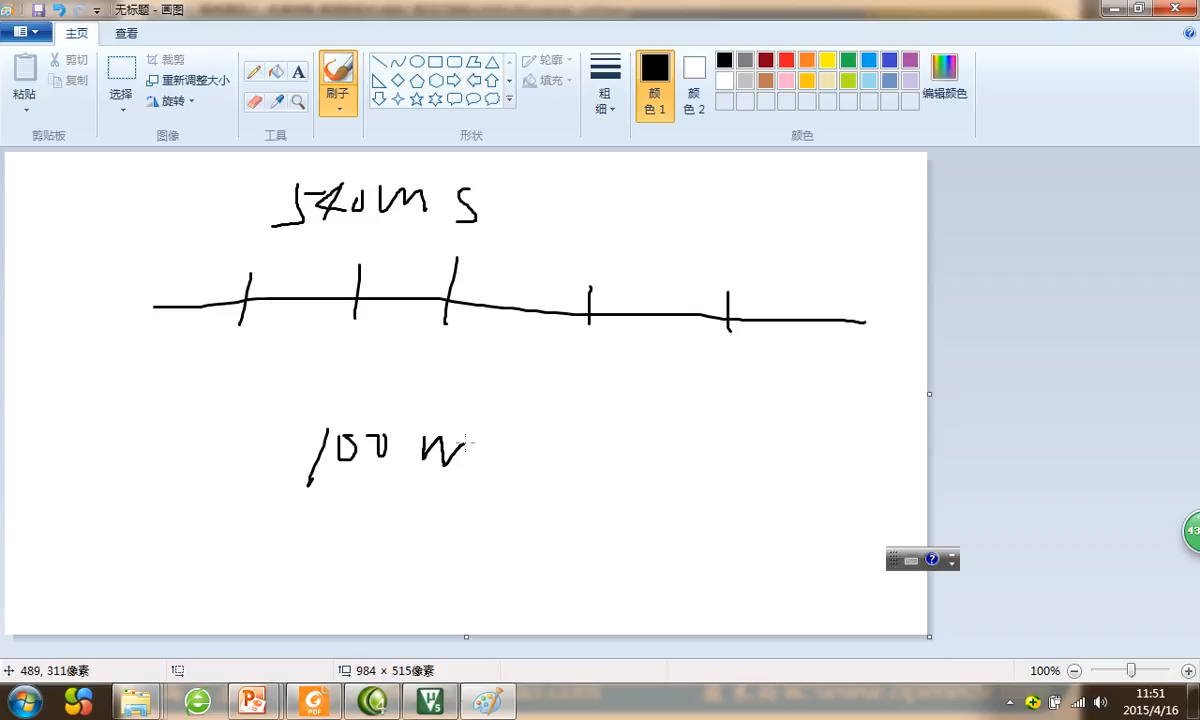 无标题 - 画图
主页 查看
剪切 裁剪 轮廓
复制 重新调整大小 填充
粘贴 选择 旋转 刷子 粗细 颜色 1 颜色 2 编辑颜色
剪贴板 图像 工具 形状 颜色
540m s
100
489, 311像素 984 × 515像素 100%
11:51
2015/4/16